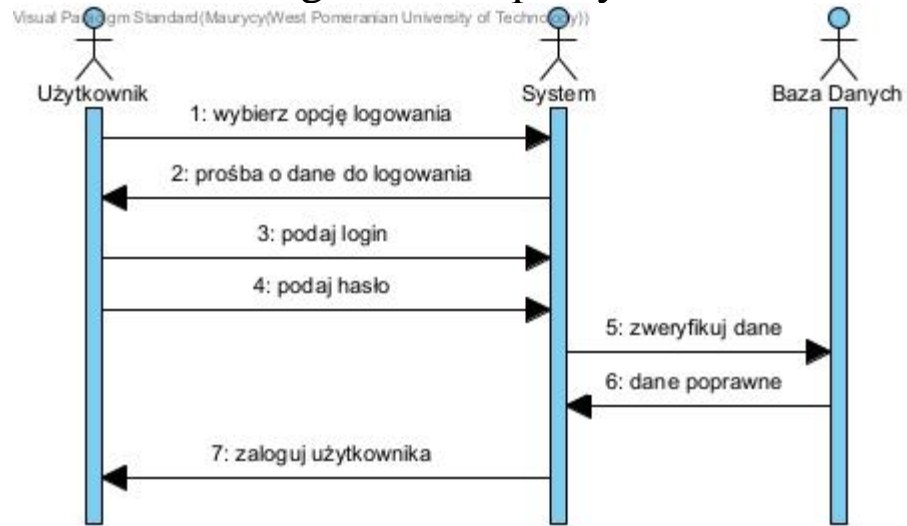 Visual Paradigm Standard(Maurycy(West Pomeranian University of Technology))
Użytkownik
System
Baza Danych
1: wybierz opcję logowania
2: prośba o dane do logowania
3: podaj login
4: podaj hasło
5: zweryfikuj dane
6: dane poprawne
7: zaloguj użytkownika